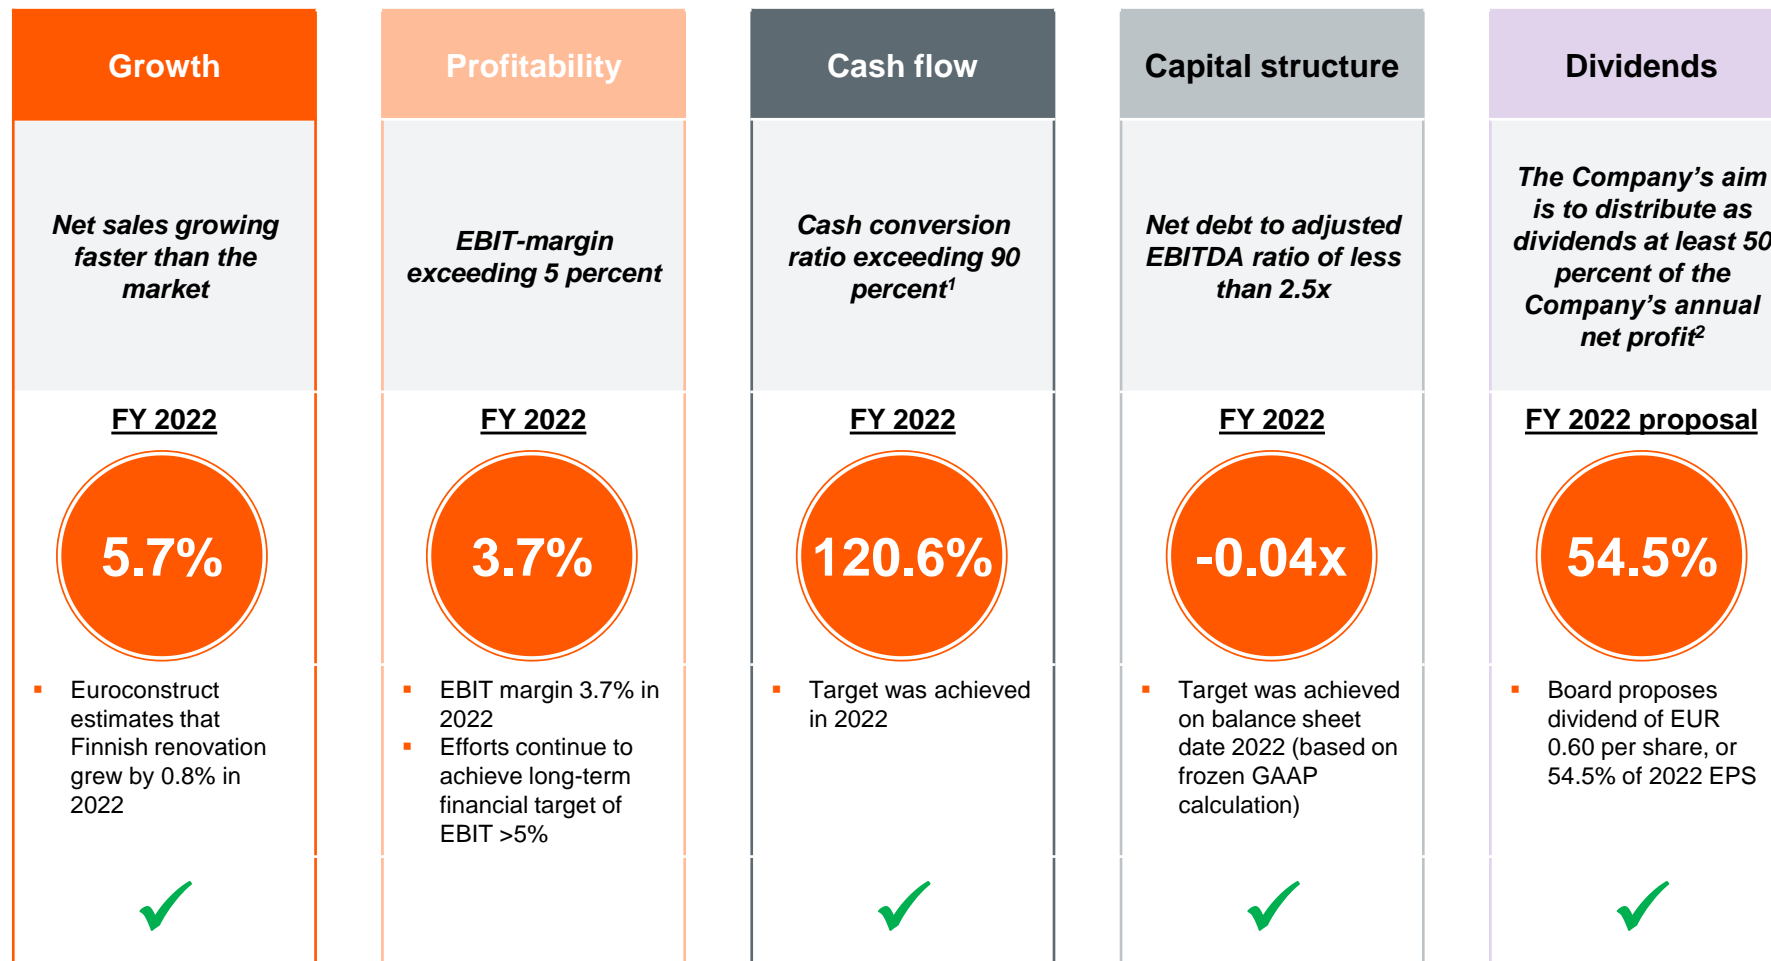 Growth
Net sales growing
faster than the
market
FY 2022
5.7%
▪ Euroconstruct
estimates that
Finnish renovation
grew by 0.8% in
2022
Profitability
EBIT-margin
exceeding 5 percent
FY 2022
3.7%
▪ EBIT margin 3.7% in
2022
▪ Efforts continue to
achieve long-term
financial target of
EBIT >5%
Cash flow
Cash conversion
ratio exceeding 90
percent¹
FY 2022
120.6%
▪ Target was achieved
in 2022
Capital structure
Net debt to adjusted
EBITDA ratio of less
than 2.5x
FY 2022
-0.04x
▪ Target was achieved
on balance sheet
date 2022 (based on
frozen GAAP
calculation)
Dividends
The Company’s aim
is to distribute as
dividends at least 50
percent of the
Company’s annual
net profit²
FY 2022 proposal
54.5%
▪ Board proposes
dividend of EUR
0.60 per share, or
54.5% of 2022 EPS